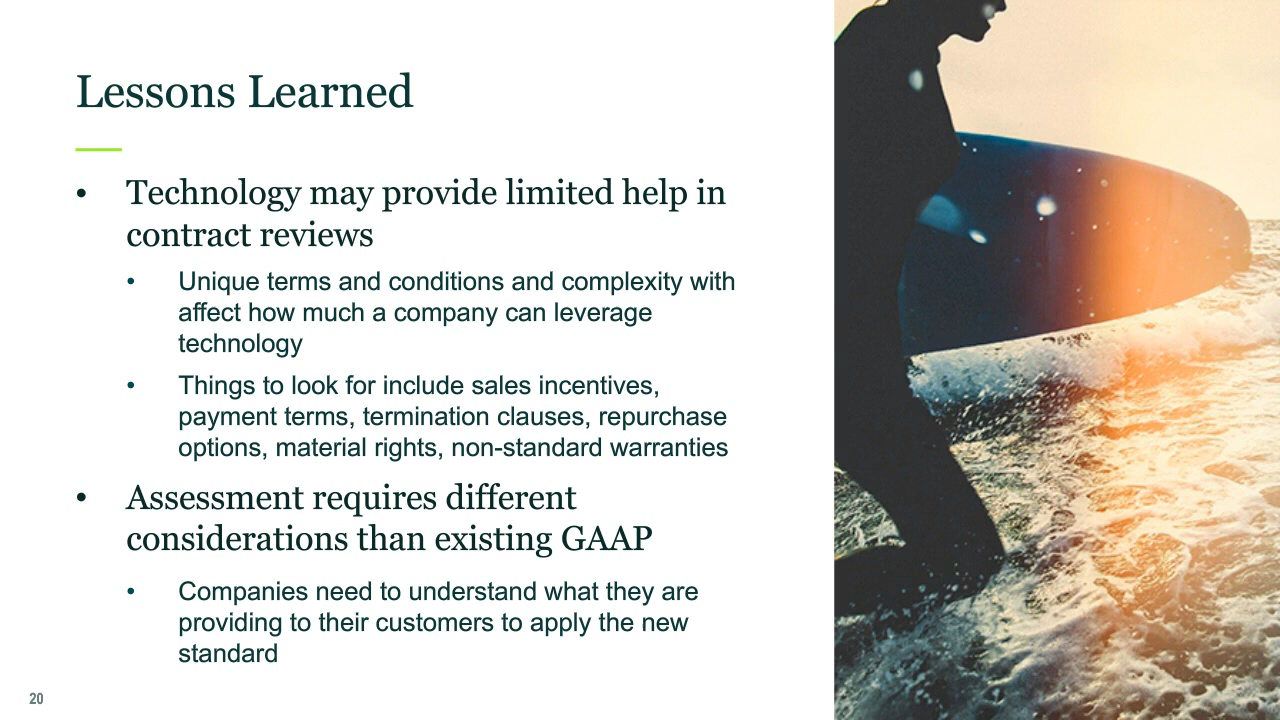 Lessons Learned
• Technology may provide limited help in
contract reviews
• Unique terms and conditions and complexity with
affect how much a company can leverage
technology
• Things to look for include sales incentives,
payment terms, termination clauses, repurchase
options, material rights, non-standard warranties
• Assessment requires different
considerations than existing GAAP
• Companies need to understand what they are
providing to their customers to apply the new
standard
20